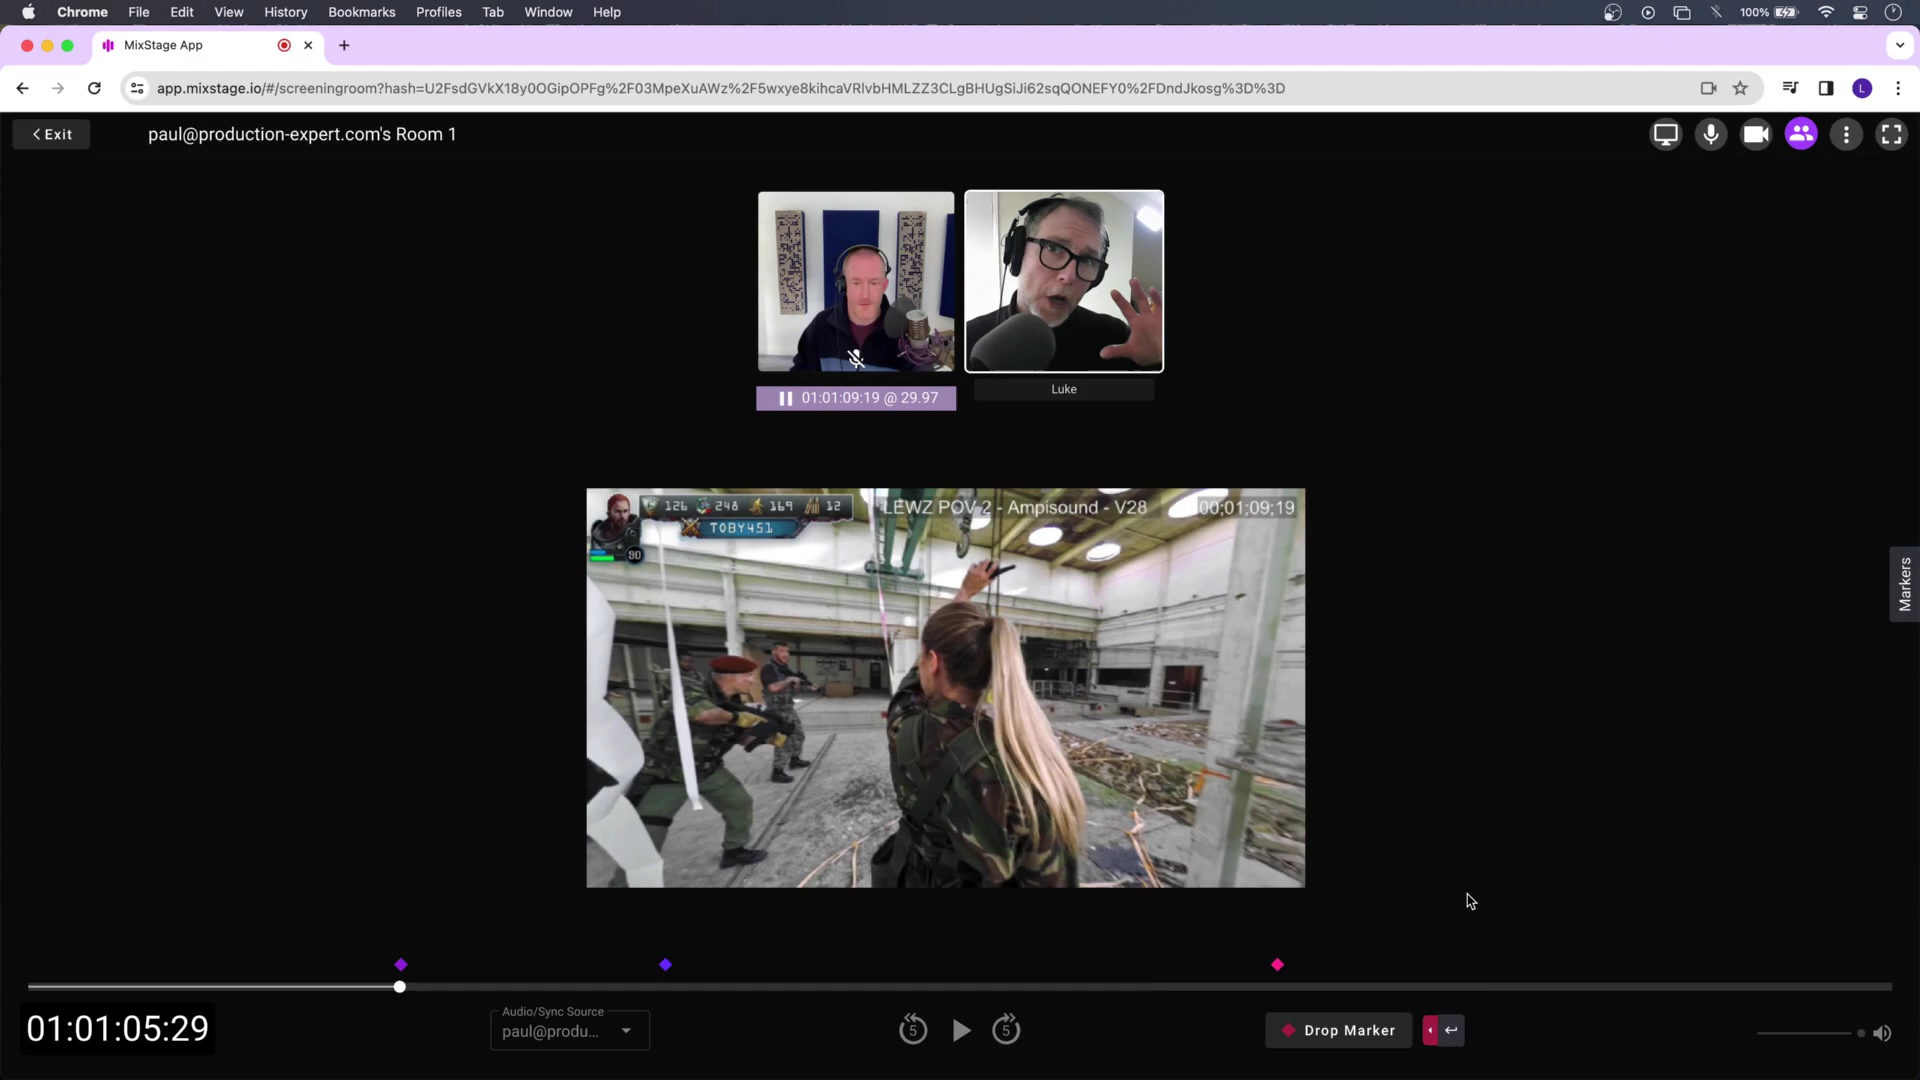 Chrome File Edit View History Bookmarks Profiles Tab Window Help 100%
MixStage App
app.mixstage.io/#/screeningroom?hash=U2FsdGVkX18y0OGipOPFg%2F03MpeXuAWz%2F5wxye8kihcaVRlvbHMLZZ3CLgBHUgSiJi62sqQONEFY0%2FDndJkosg%3D%3D
L
Exit paul@production-expert.com's Room 1
01:01:09:19 @ 29.97
Luke
126 248 169 12
LEWZ POV 2 - Ampisound - V28 00;01;09;19
TOBY451
90
Markers
Audio/Sync Source
01:01:05:29 paul@produ... 5 5 Drop Marker